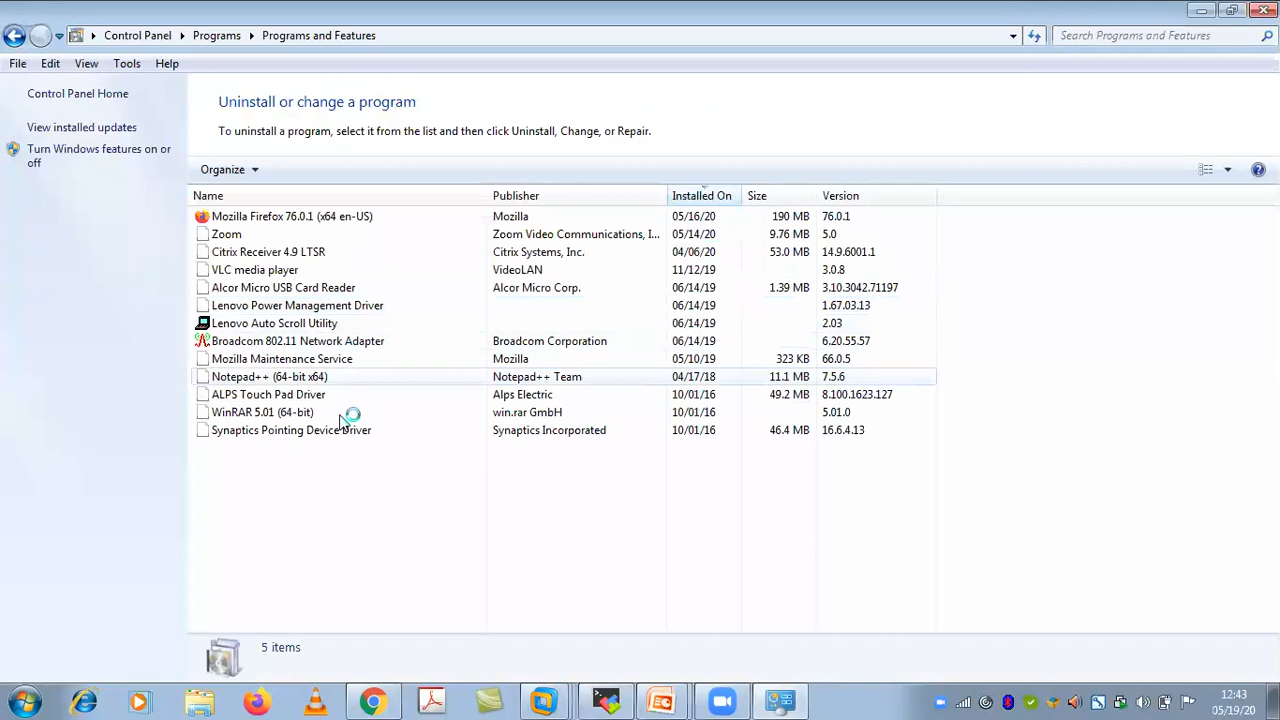 Control Panel Programs Programs and Features Search Programs and Features
File Edit View Tools Help
Control Panel Home
View installed updates
Turn Windows features on or
off
Uninstall or change a program
To uninstall a program, select it from the list and then click Uninstall, Change, or Repair.
Organize
Name Publisher Installed On Size Version
Mozilla Firefox 76.0.1 (x64 en-US) Mozilla 05/16/20 190 MB 76.0.1
Zoom Zoom Video Communications, I... 05/14/20 9.76 MB 5.0
Citrix Receiver 4.9 LTSR Citrix Systems, Inc. 04/06/20 53.0 MB 14.9.6001.1
VLC media player VideoLAN 11/12/19 3.0.8
Alcor Micro USB Card Reader Alcor Micro Corp. 06/14/19 1.39 MB 3.10.3042.71197
Lenovo Power Management Driver 06/14/19 1.67.03.13
Lenovo Auto Scroll Utility 06/14/19 2.03
Broadcom 802.11 Network Adapter Broadcom Corporation 06/14/19 6.20.55.57
Mozilla Maintenance Service Mozilla 05/10/19 323 KB 66.0.5
Notepad++ (64-bit x64) Notepad++ Team 04/17/18 11.1 MB 7.5.6
ALPS Touch Pad Driver Alps Electric 10/01/16 49.2 MB 8.100.1623.127
WinRAR 5.01 (64-bit) win.rar GmbH 10/01/16 5.01.0
Synaptics Pointing Device Driver Synaptics Incorporated 10/01/16 46.4 MB 16.6.4.13
5 items
12:43
05/19/20